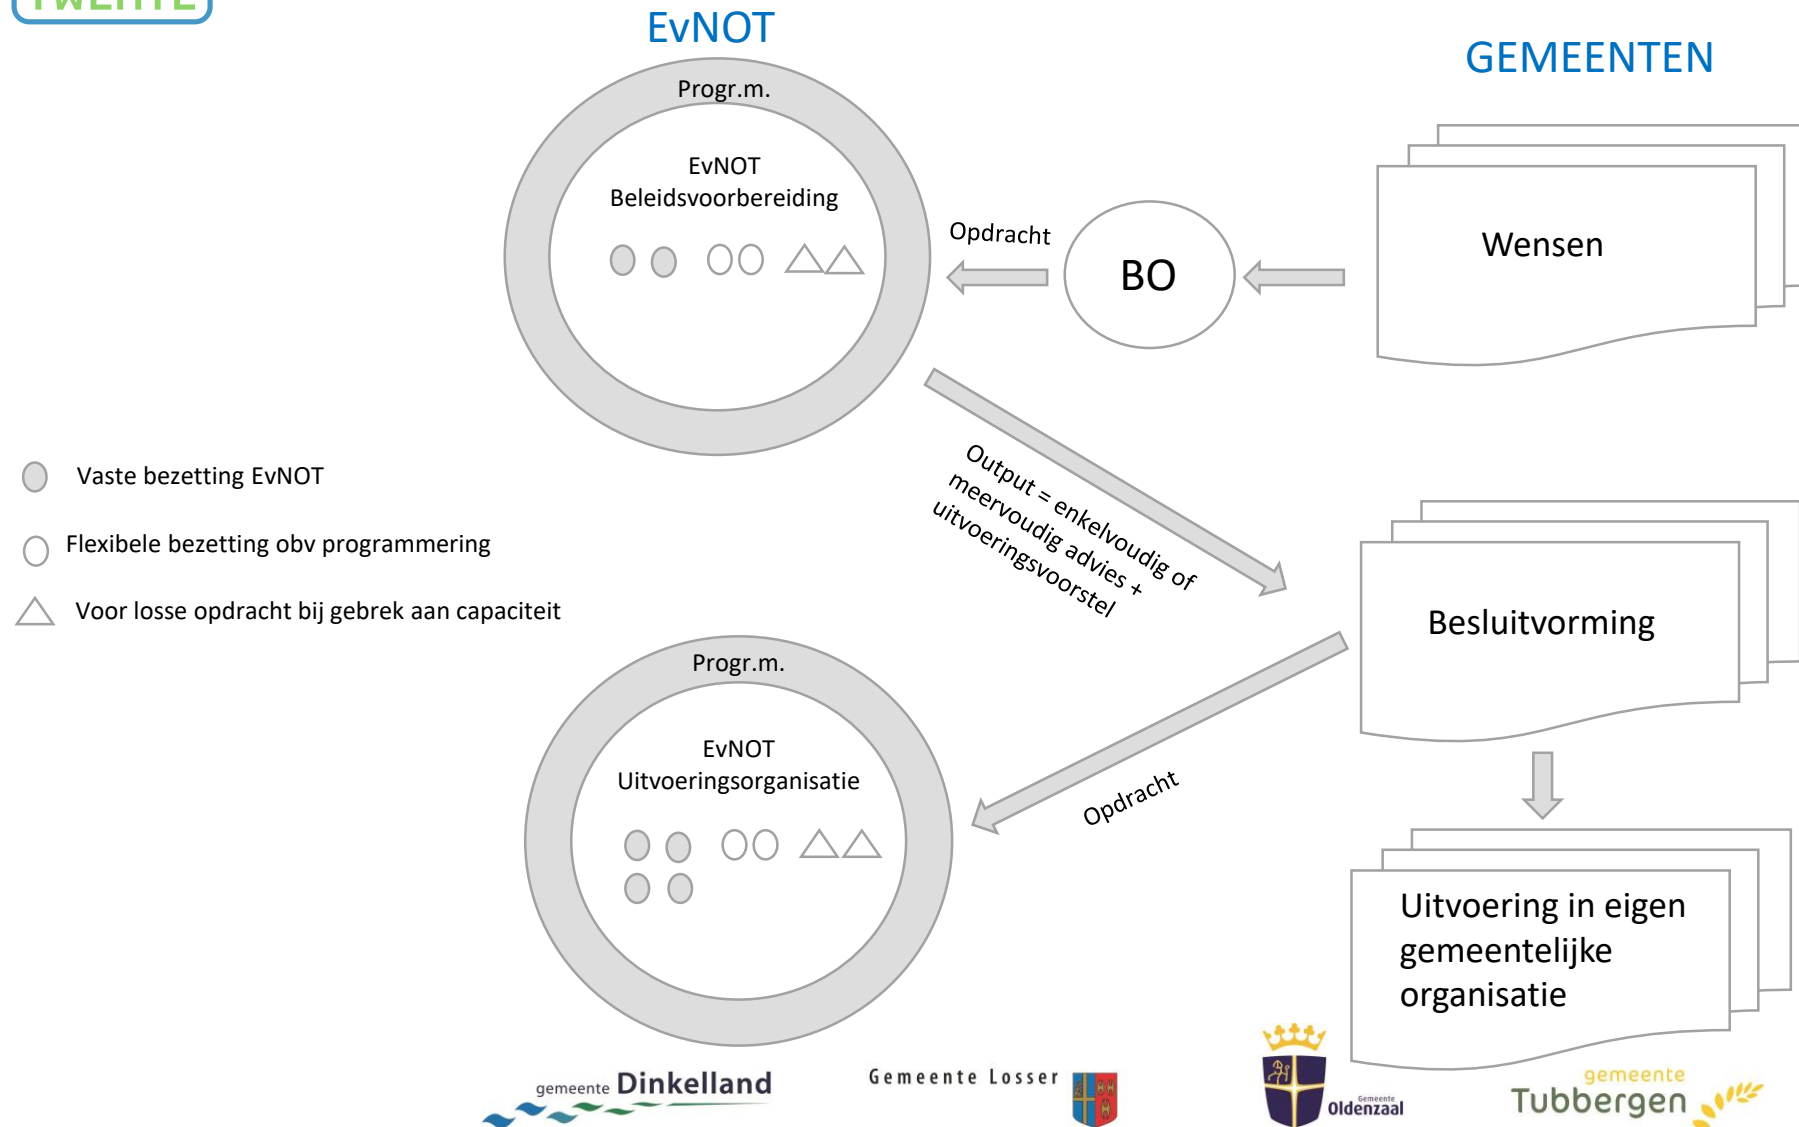 TWENTE
EvNOT
GEMEENTEN
Progr.m.
EvNOT
Beleidsvoorbereiding
Opdracht
BO
Wensen
Output = enkelvoudig of
meervoudig advies +
uitvoeringsvoorstel
Vaste bezetting EvNOT
Flexibele bezetting obv programmering
Voor losse opdracht bij gebrek aan capaciteit
Besluitvorming
Progr.m.
EvNOT
Uitvoeringsorganisatie
Opdracht
Uitvoering in eigen
gemeentelijke
organisatie
gemeente Dinkelland
Gemeente Losser
Gemeente
Oldenzaal
gemeente
Tubbergen